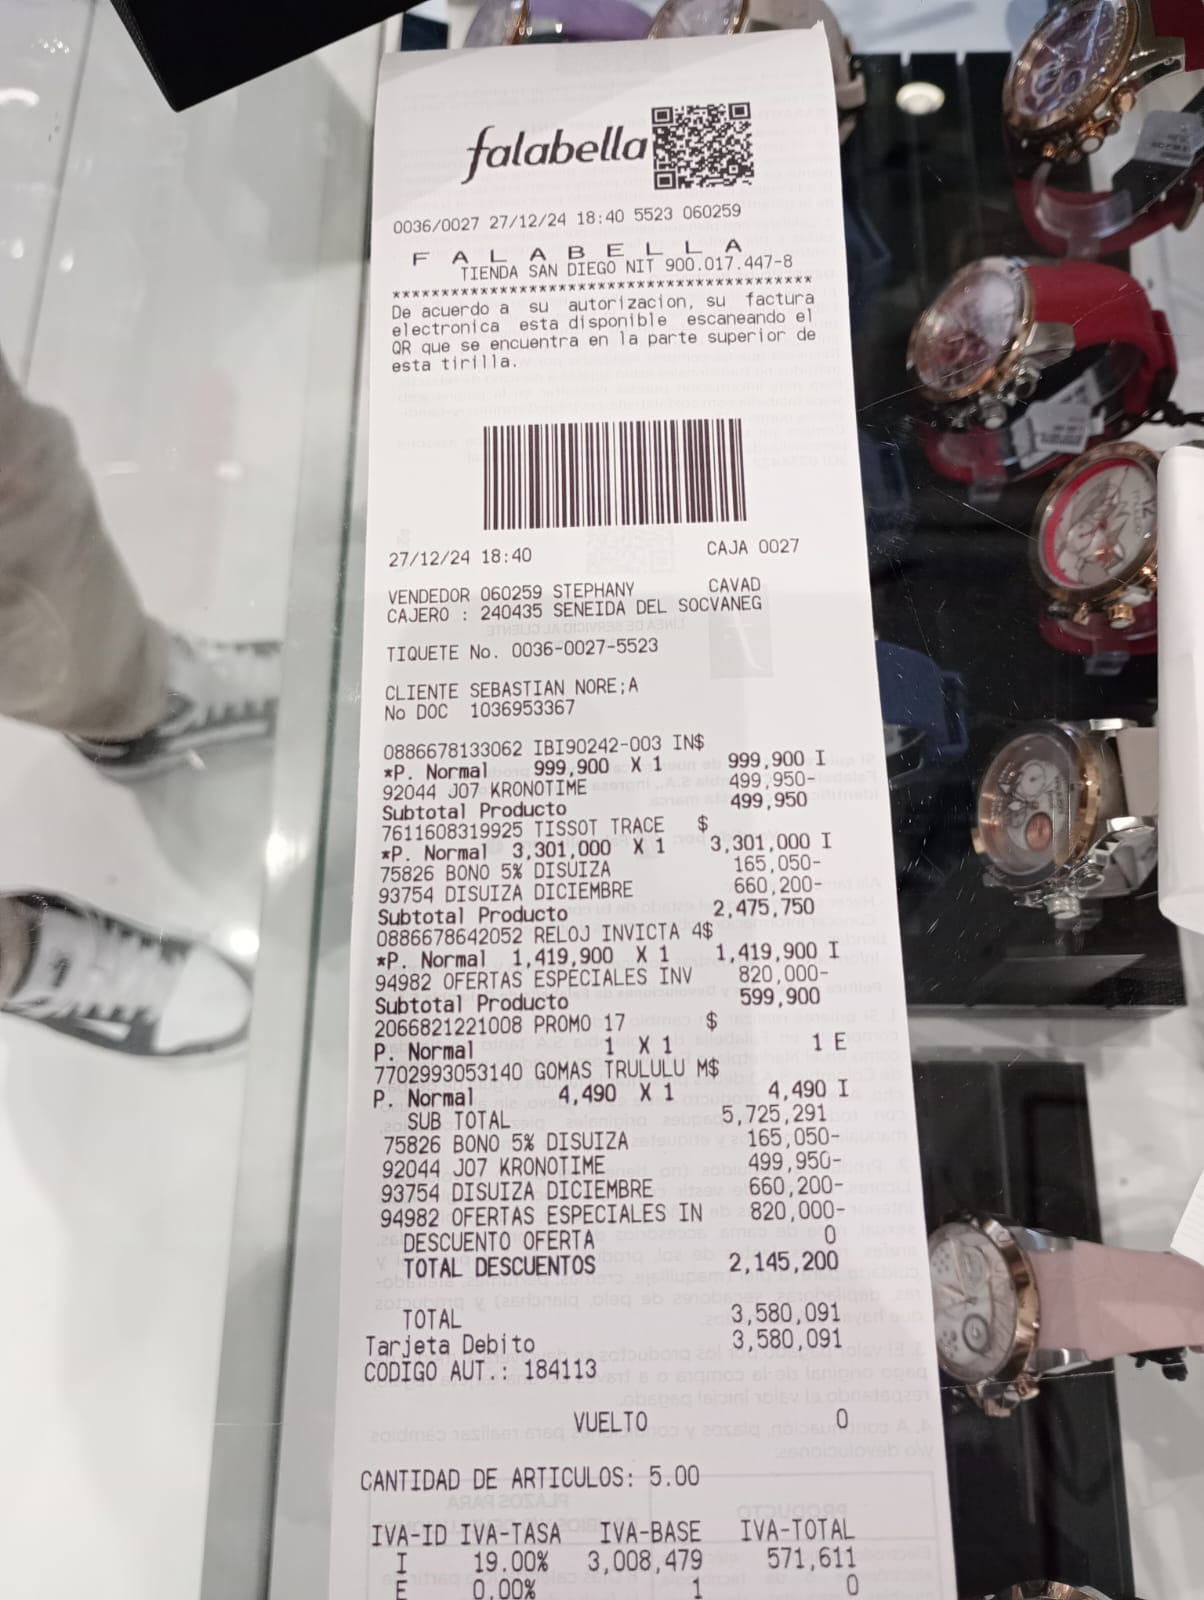 falabella
0036/0027 27/12/24 18:40 5523 060259
F A L A B E L L A
TIENDA SAN DIEGO NIT 900.017.447-8
*******************************************
De acuerdo a su autorizacion, su factura
electronica esta disponible escaneando el
QR que se encuentra en la parte superior de
esta tirilla.
27/12/24 18:40 CAJA 0027
VENDEDOR 060259 STEPHANY CAVAD
CAJERO : 240435 SENEIDA DEL SOCVANEG
TIQUETE No. 0036-0027-5523
CLIENTE SEBASTIAN NORE;A
No DOC 1036953367
0886678133062 IBI90242-003 IN$
*P. Normal 999,900 X 1 999,900 I
92044 J07 KRONOTIME 499,950-
Subtotal Producto 499,950
7611608319925 TISSOT TRACE $
*P. Normal 3,301,000 X 1 3,301,000 I
75826 BONO 5% DISUIZA 165,050-
93754 DISUIZA DICIEMBRE 660,200-
Subtotal Producto 2,475,750
0886678642052 RELOJ INVICTA 4$
*P. Normal 1,419,900 X 1 1,419,900 I
94982 OFERTAS ESPECIALES INV 820,000-
Subtotal Producto 599,900
2066821221008 PROMO 17 $
P. Normal 1 X 1 1 E
7702993053140 GOMAS TRULULU M$
P. Normal 4,490 X 1 4,490 I
SUB TOTAL 5,725,291
75826 BONO 5% DISUIZA 165,050-
92044 J07 KRONOTIME 499,950-
93754 DISUIZA DICIEMBRE 660,200-
94982 OFERTAS ESPECIALES IN 820,000-
DESCUENTO OFERTA 0
TOTAL DESCUENTOS 2,145,200
TOTAL 3,580,091
Tarjeta Debito 3,580,091
CODIGO AUT.: 184113
VUELTO 0
CANTIDAD DE ARTICULOS: 5.00
IVA-ID IVA-TASA IVA-BASE IVA-TOTAL
I 19.00% 3,008,479 571,611
E 0.00% 1 0